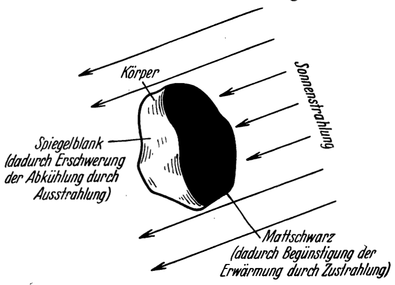 Körper
Sonnenstrahlung
Spiegelblank
(dadurch Erschwerung
der Abkühlung durch
Ausstrahlung)
Mattschwarz
(dadurch Begünstigung der
Erwärmung durch Zustrahlung)